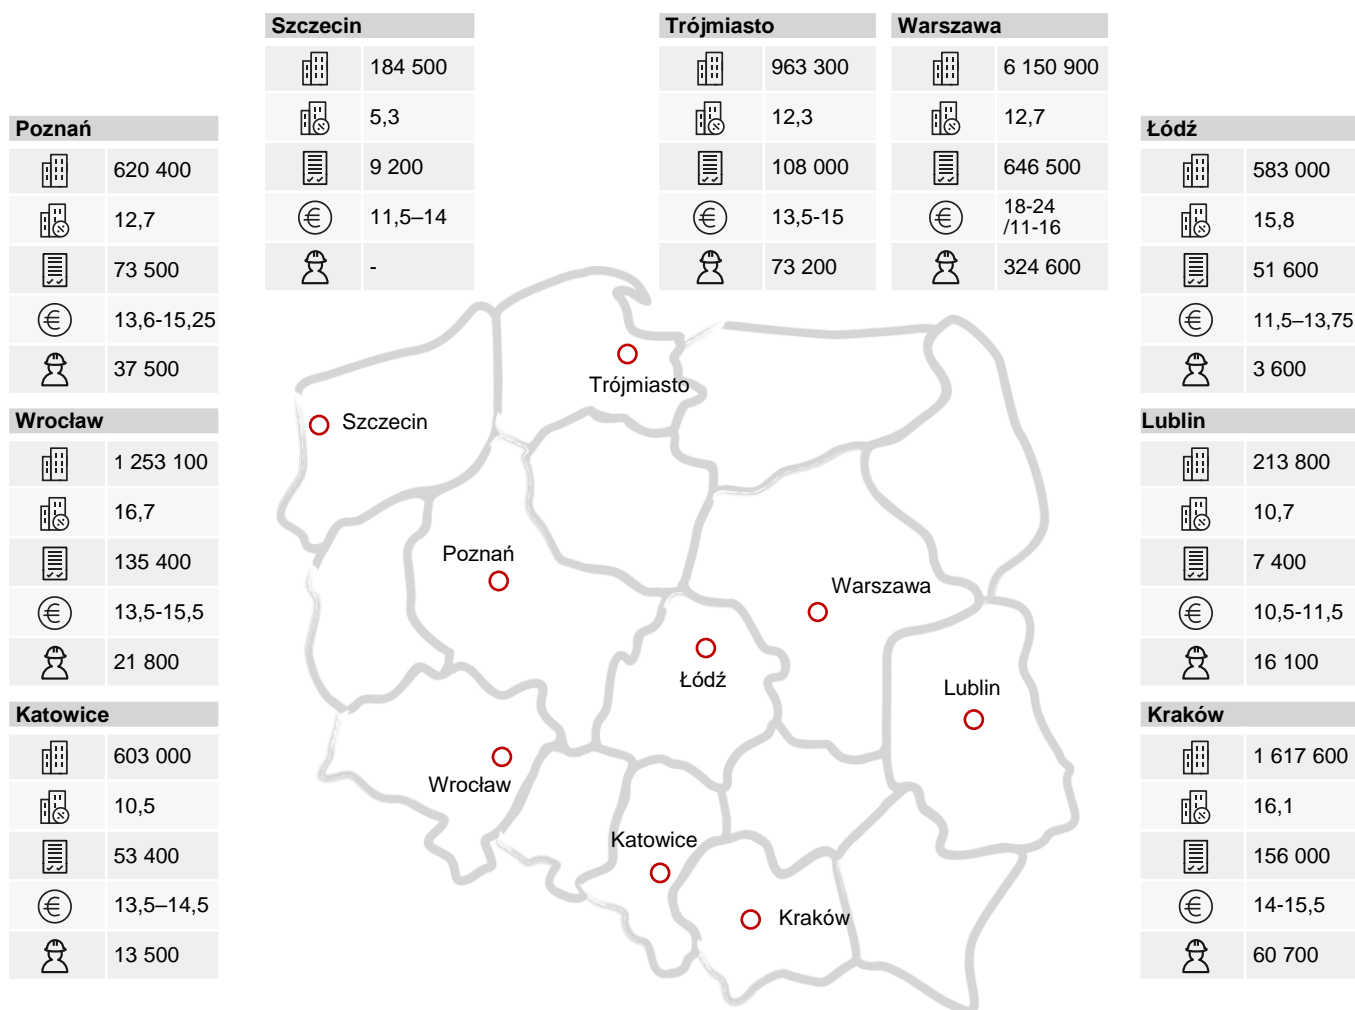 Szczecin
184 500
5,3
9 200
11,5–14
-
Trójmiasto
963 300
12,3
108 000
13,5-15
73 200
Warszawa
6 150 900
12,7
646 500
18-24
/11-16
324 600
Poznań
620 400
12,7
73 500
13,6-15,25
37 500
Łódź
583 000
15,8
51 600
11,5–13,75
3 600
Wrocław
1 253 100
16,7
135 400
13,5-15,5
21 800
Lublin
213 800
10,7
7 400
10,5-11,5
16 100
Katowice
603 000
10,5
53 400
13,5–14,5
13 500
Kraków
1 617 600
16,1
156 000
14-15,5
60 700
Trójmiasto
Szczecin
Poznań
Warszawa
Łódź
Lublin
Wrocław
Katowice
Kraków